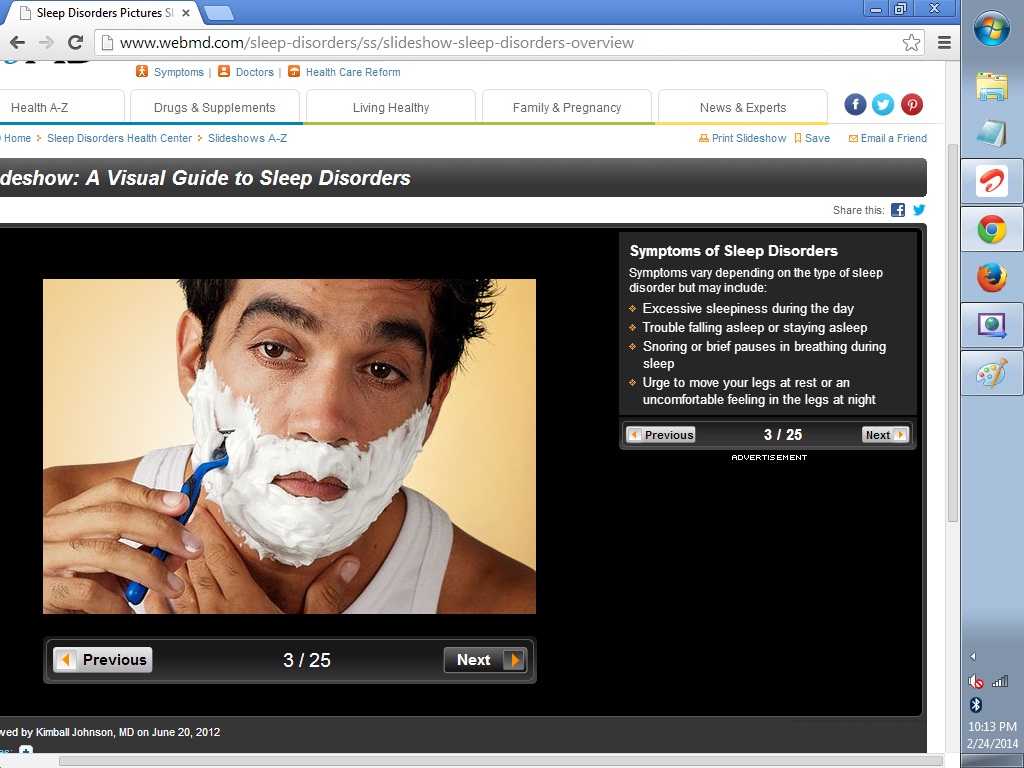 Sleep Disorders Pictures Sl
www.webmd.com/sleep-disorders/ss/slideshow-sleep-disorders-overview
Symptoms | Doctors | Health Care Reform
Health A-Z Drugs & Supplements Living Healthy Family & Pregnancy News & Experts
Home Sleep Disorders Health Center Slideshows A-Z Print Slideshow Save Email a Friend
deshow: A Visual Guide to Sleep Disorders
Share this:
Symptoms of Sleep Disorders
Symptoms vary depending on the type of sleep
disorder but may include:
Excessive sleepiness during the day
Trouble falling asleep or staying asleep
Snoring or brief pauses in breathing during
sleep
Urge to move your legs at rest or an
uncomfortable feeling in the legs at night
Previous 3 / 25 Next
ADVERTISEMENT
Previous 3 / 25 Next
wed by Kimball Johnson, MD on June 20, 2012
10:13 PM
2/24/2014